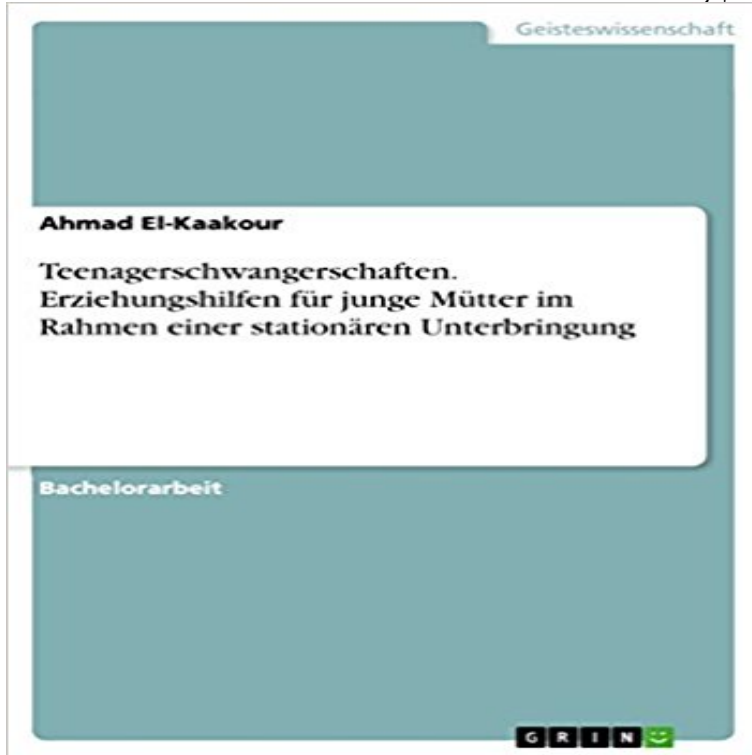 Geisteswissenschaft
Ahmad El-Kaakour
Teenagerschwangerschaften.
Erziehungshilfen für junge Mütter im
Rahmen einer stationären Unterbringung
Bachelorarbeit
GRIN